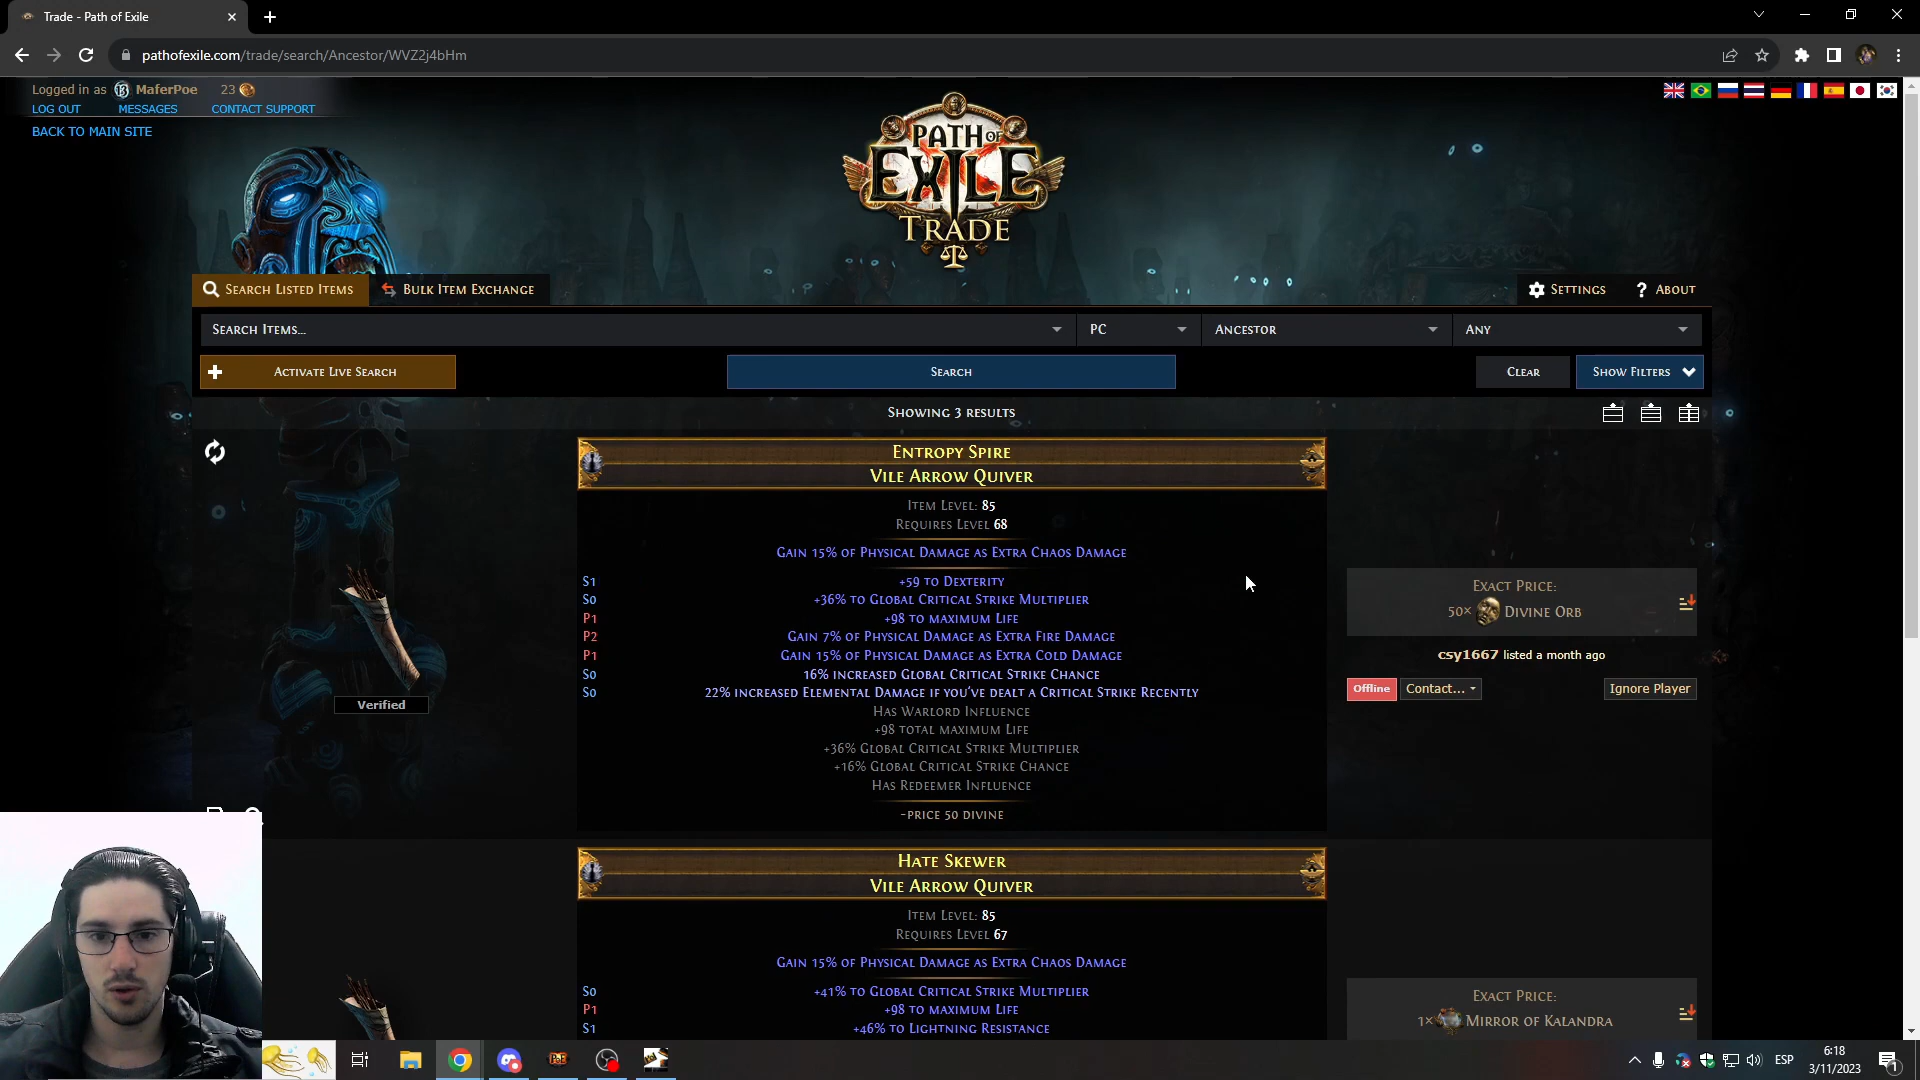 Trade - Path of Exile
pathofexile.com/trade/search/Ancestor/WVZ2j4bHm
Logged in as MaferPoe 23
LOG OUT MESSAGES CONTACT SUPPORT
BACK TO MAIN SITE
PATH OF
EXILE
TRADE
Search Listed Items Bulk Item Exchange Settings ? About
Search Items... PC Ancestor Any
Activate Live Search Search Clear Show Filters
Showing 3 results
Entropy Spire
Vile Arrow Quiver
Item Level: 85
Requires Level 68
Gain 15% of Physical Damage as Extra Chaos Damage
S1 +59 to Dexterity
S0 +36% to Global Critical Strike Multiplier
P1 +98 to maximum Life
P2 Gain 7% of Physical Damage as Extra Fire Damage
P1 Gain 15% of Physical Damage as Extra Cold Damage
S0 16% increased Global Critical Strike Chance
S0 22% increased Elemental Damage if you've dealt a Critical Strike Recently
Has Warlord Influence
+98 total maximum Life
+36% Global Critical Strike Multiplier
+16% Global Critical Strike Chance
Has Redeemer Influence
~price 50 divine
Verified
Exact Price:
50× Divine Orb
csy1667 listed a month ago
Offline Contact... Ignore Player
Hate Skewer
Vile Arrow Quiver
Item Level: 85
Requires Level 67
Gain 15% of Physical Damage as Extra Chaos Damage
S0 +41% to Global Critical Strike Multiplier
P1 +98 to maximum Life
S1 +46% to Lightning Resistance
Exact Price:
1× Mirror of Kalandra
ESP
6:18
3/11/2023
1